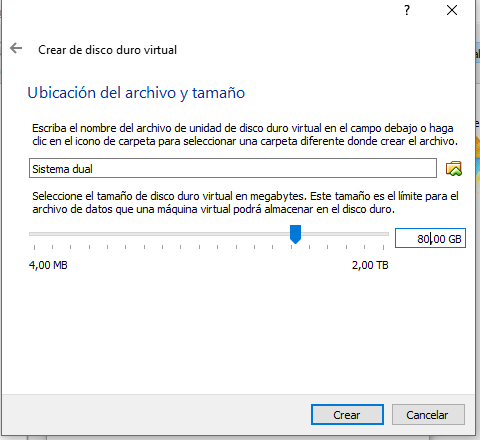 ?
Crear de disco duro virtual
Ubicación del archivo y tamaño
Escriba el nombre del archivo de unidad de disco duro virtual en el campo debajo o haga
clic en el icono de carpeta para seleccionar una carpeta diferente donde crear el archivo.
Sistema dual
Seleccione el tamaño de disco duro virtual en megabytes. Este tamaño es el límite para el
archivo de datos que una máquina virtual podrá almacenar en el disco duro.
80,00 GB
4,00 MB 2,00 TB
Crear Cancelar